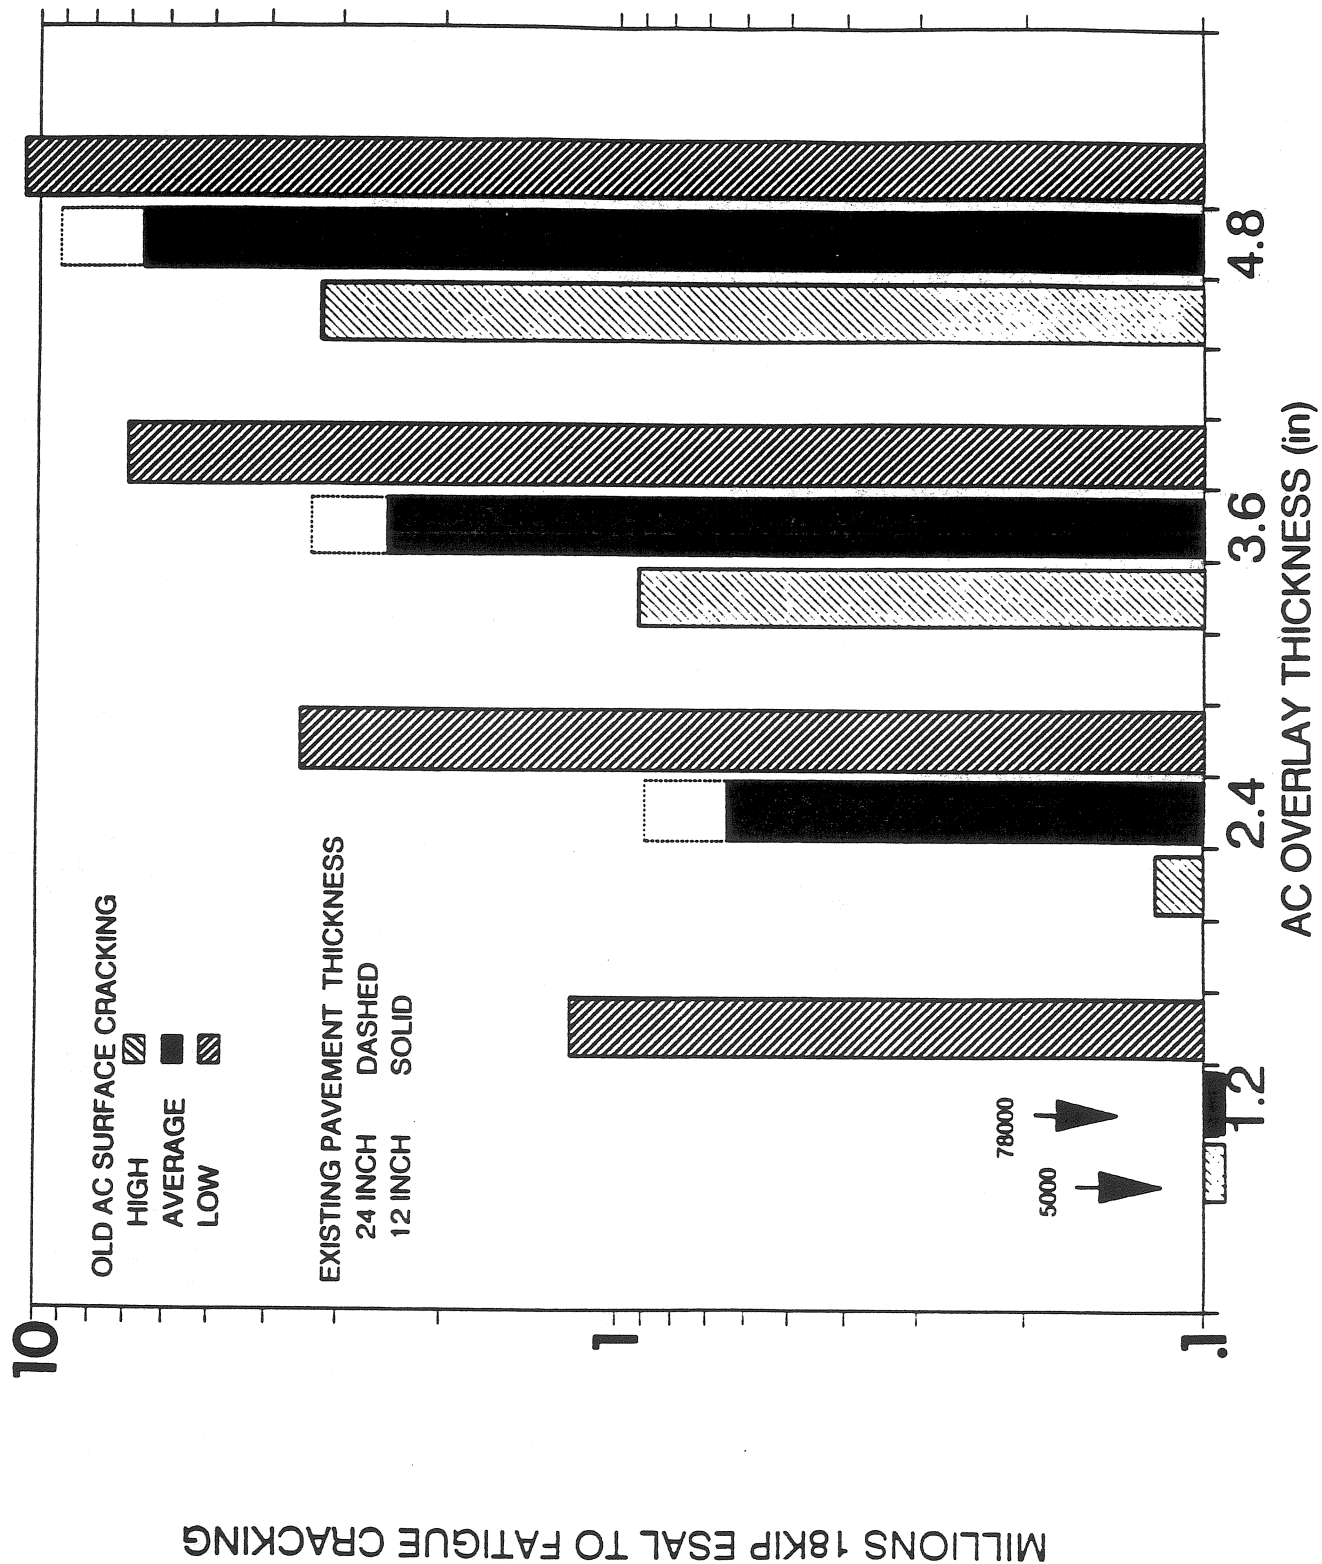 MILLIONS 18KIP ESAL TO FATIGUE CRACKING
10
1
.1
OLD AC SURFACE CRACKING
HIGH
AVERAGE
LOW
EXISTING PAVEMENT THICKNESS
24 INCH DASHED
12 INCH SOLID
5000
78000
1.2
2.4
3.6
4.8
AC OVERLAY THICKNESS (in)